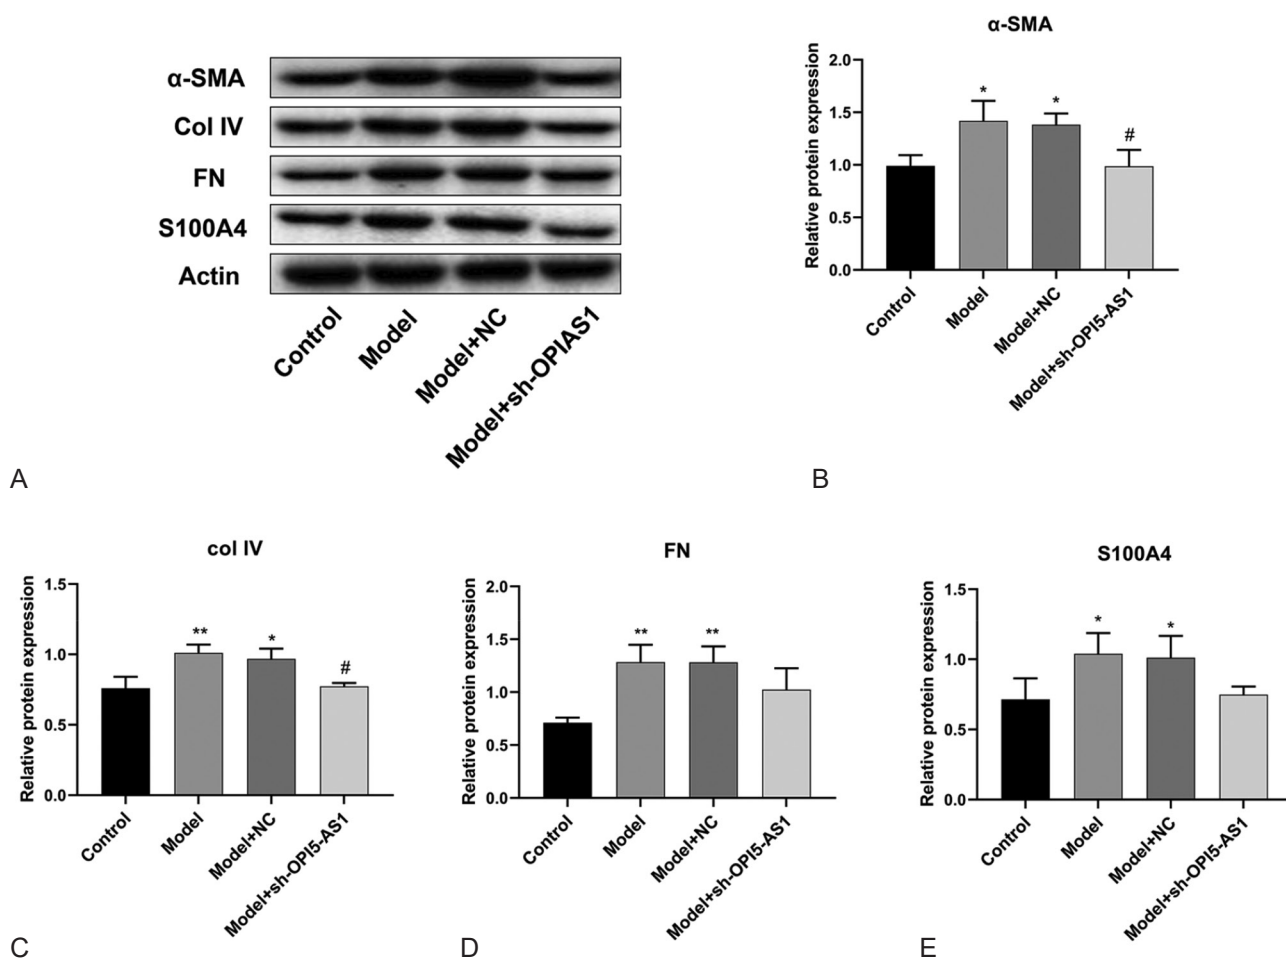 α-SMA
Col IV
FN
S100A4
Actin
Control
Model
Model+NC
Model+sh-OPIAS1
A
α-SMA
Relative protein expression
2.0
1.5
1.0
0.5
0.0
*
*
#
Control
Model
Model+NC
Model+sh-OPI5-AS1
B
col IV
Relative protein expression
1.5
1.0
0.5
0.0
**
*
#
Control
Model
Model+NC
Model+sh-OPI5-AS1
C
FN
Relative protein expression
2.0
1.5
1.0
0.5
0.0
**
**
Control
Model
Model+NC
Model+sh-OPI5-AS1
D
S100A4
Relative protein expression
1.5
1.0
0.5
0.0
*
*
Control
Model
Model+NC
Model+sh-OPI5-AS1
E